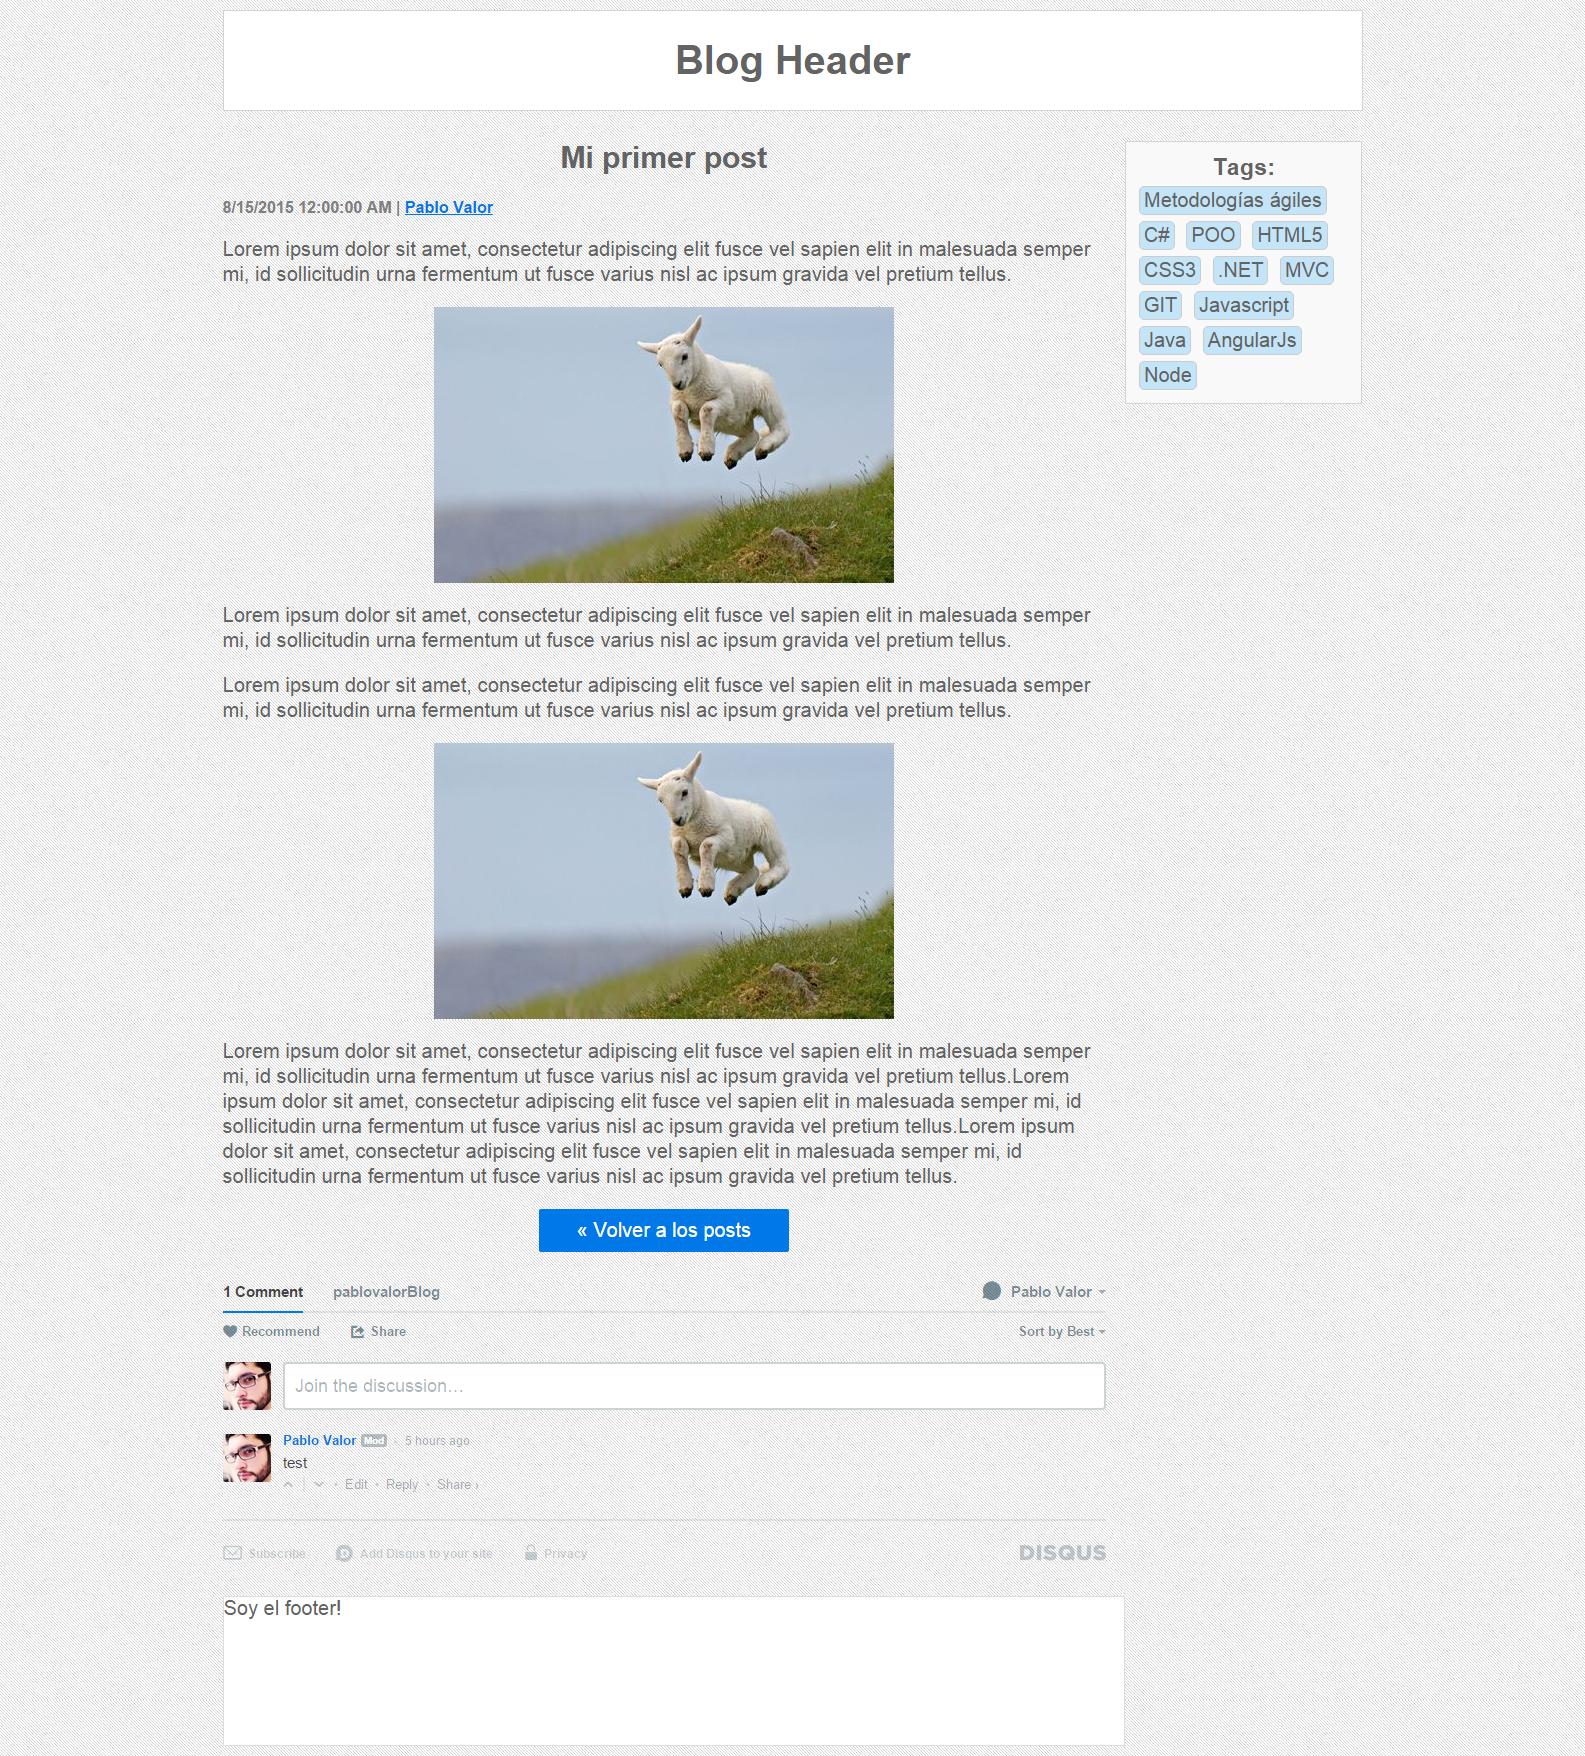 Blog Header
Mi primer post
8/15/2015 12:00:00 AM | Pablo Valor
Lorem ipsum dolor sit amet, consectetur adipiscing elit fusce vel sapien elit in malesuada semper
mi, id sollicitudin urna fermentum ut fusce varius nisl ac ipsum gravida vel pretium tellus.
Lorem ipsum dolor sit amet, consectetur adipiscing elit fusce vel sapien elit in malesuada semper
mi, id sollicitudin urna fermentum ut fusce varius nisl ac ipsum gravida vel pretium tellus.
Lorem ipsum dolor sit amet, consectetur adipiscing elit fusce vel sapien elit in malesuada semper
mi, id sollicitudin urna fermentum ut fusce varius nisl ac ipsum gravida vel pretium tellus.
Lorem ipsum dolor sit amet, consectetur adipiscing elit fusce vel sapien elit in malesuada semper
mi, id sollicitudin urna fermentum ut fusce varius nisl ac ipsum gravida vel pretium tellus.Lorem
ipsum dolor sit amet, consectetur adipiscing elit fusce vel sapien elit in malesuada semper mi, id
sollicitudin urna fermentum ut fusce varius nisl ac ipsum gravida vel pretium tellus.Lorem ipsum
dolor sit amet, consectetur adipiscing elit fusce vel sapien elit in malesuada semper mi, id
sollicitudin urna fermentum ut fusce varius nisl ac ipsum gravida vel pretium tellus.
« Volver a los posts
Tags:
Metodologías ágiles
C# POO HTML5
CSS3 .NET MVC
GIT Javascript
Java AngularJs
Node
1 Comment pablovalorBlog Pablo Valor
Recommend Share Sort by Best
Join the discussion…
Pablo Valor Mod · 5 hours ago
test
· Edit · Reply · Share ›
Subscribe Add Disqus to your site Privacy DISQUS
Soy el footer!